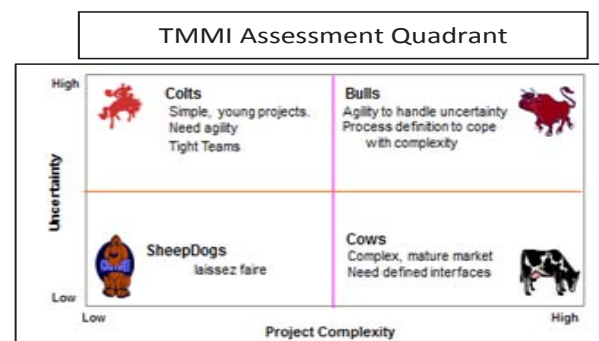 TMMI Assessment Quadrant
High
Colts
Simple, young projects.
Need agility
Tight Teams
Bulls
Agility to handle uncertainty
Process definition to cope
with complexity
Uncertainty
SheepDogs
laissez faire
Cows
Complex, mature market
Need defined interfaces
Low
Low
High
Project Complexity